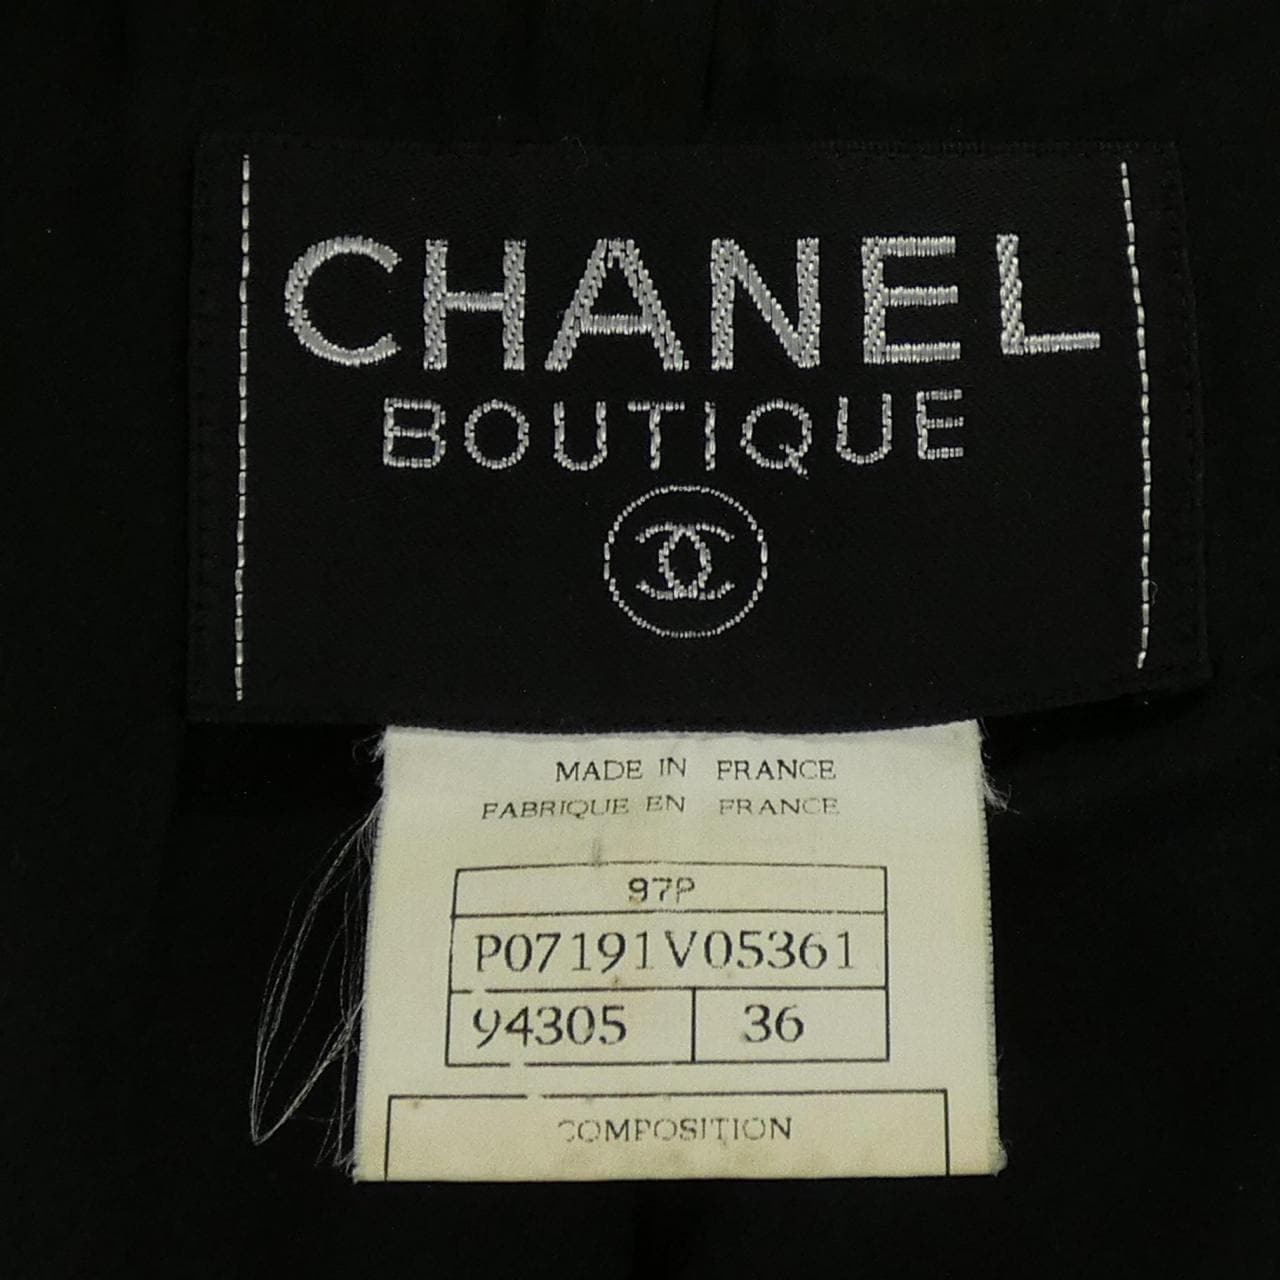 CHANEL
BOUTIQUE
MADE IN FRANCE
FABRIQUE EN FRANCE
97P
P07191V05361
94305 36
COMPOSITION